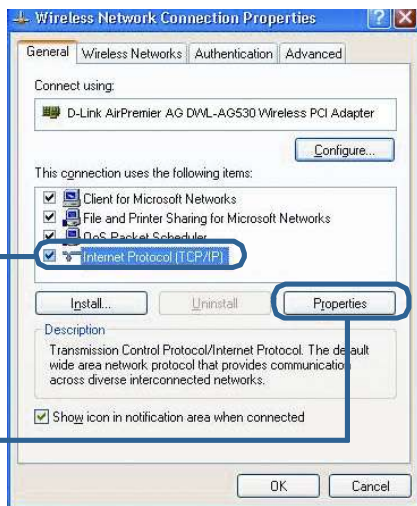 Wireless Network Connection Properties
General Wireless Networks Authentication Advanced
Connect using:
D-Link AirPremier AG DWL-AG530 Wireless PCI Adapter
Configure...
This connection uses the following items:
Client for Microsoft Networks
File and Printer Sharing for Microsoft Networks
QoS Packet Scheduler
Internet Protocol (TCP/IP)
Install... Uninstall Properties
Description
Transmission Control Protocol/Internet Protocol. The default
wide area network protocol that provides communication
across diverse interconnected networks.
Show icon in notification area when connected
OK Cancel